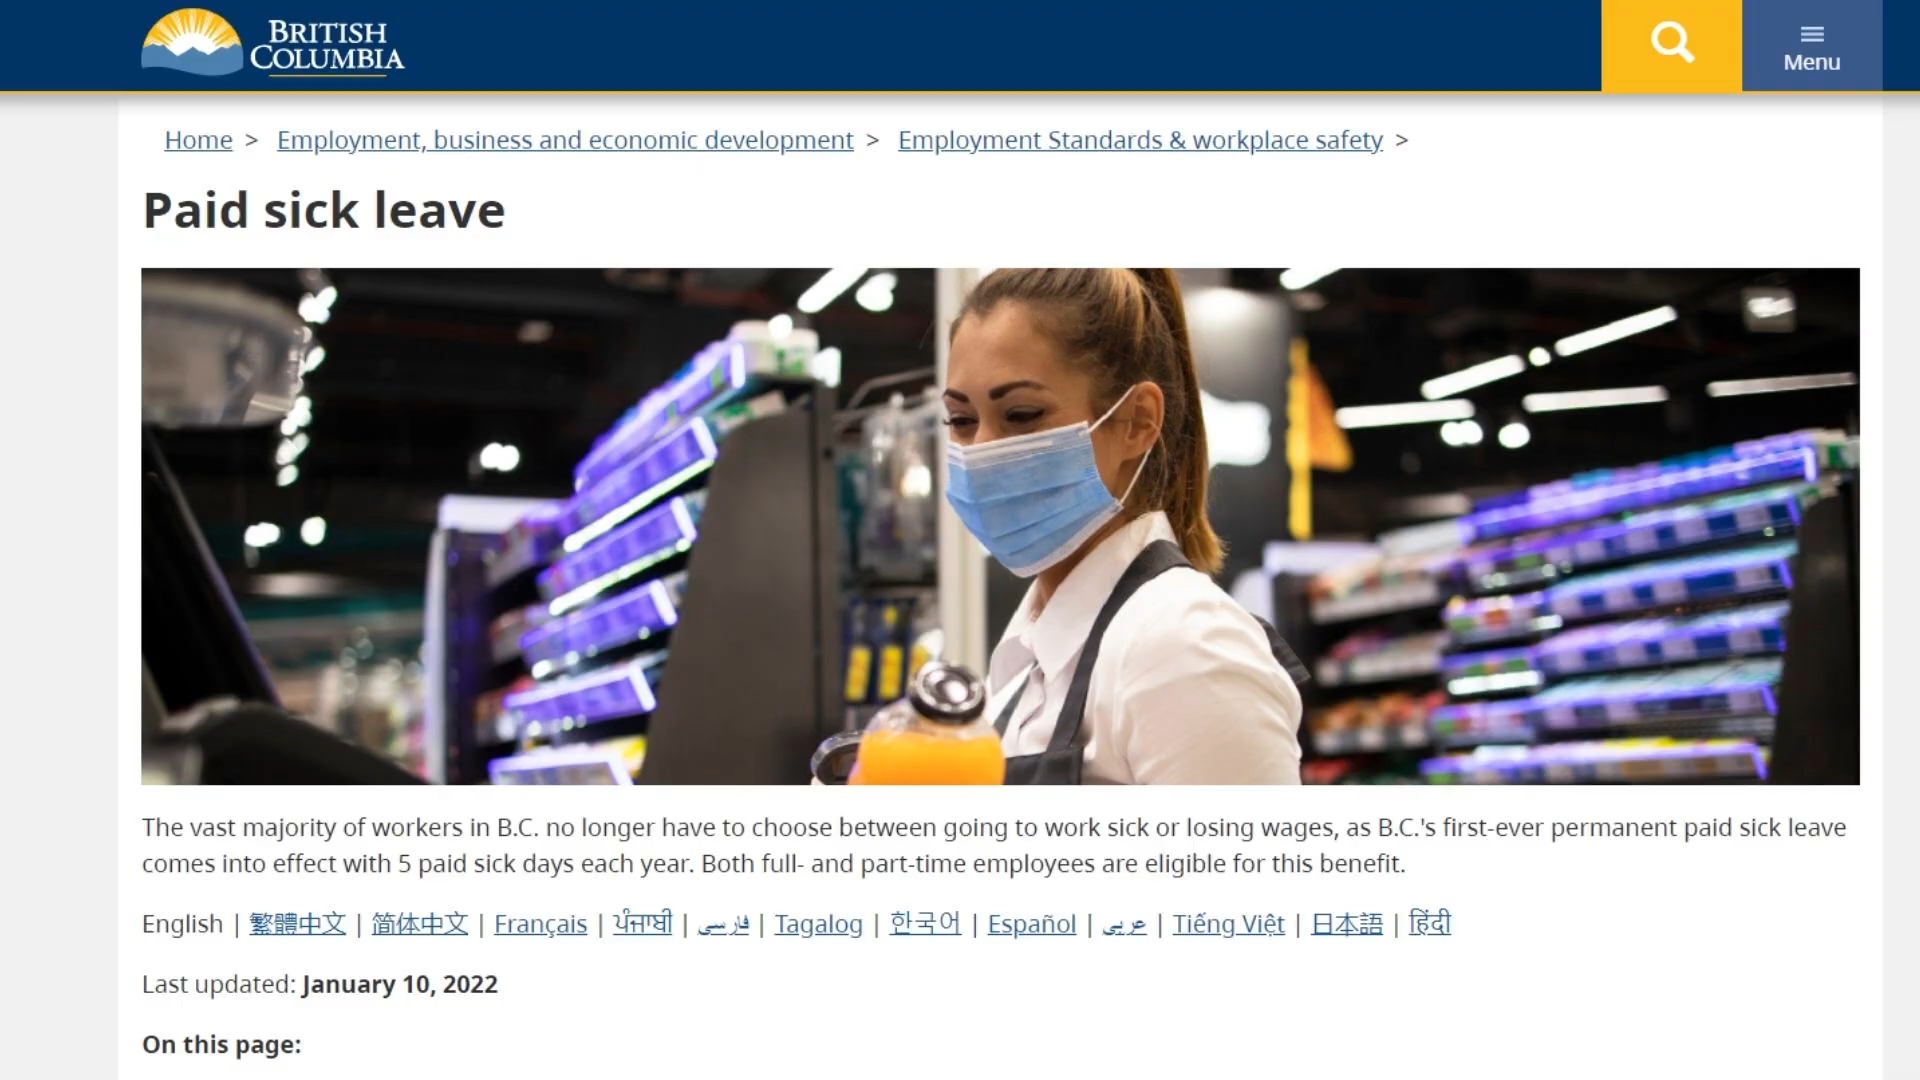 BRITISH
COLUMBIA
Menu
Home > Employment, business and economic development > Employment Standards & workplace safety >
Paid sick leave
The vast majority of workers in B.C. no longer have to choose between going to work sick or losing wages, as B.C.'s first-ever permanent paid sick leave
comes into effect with 5 paid sick days each year. Both full- and part-time employees are eligible for this benefit.
English | 繁體中文 | 简体中文 | Français | ਪੰਜਾਬੀ | فارسی | Tagalog | 한국어 | Español | عربى | Tiếng Việt | 日本語 | हिंदी
Last updated: January 10, 2022
On this page: